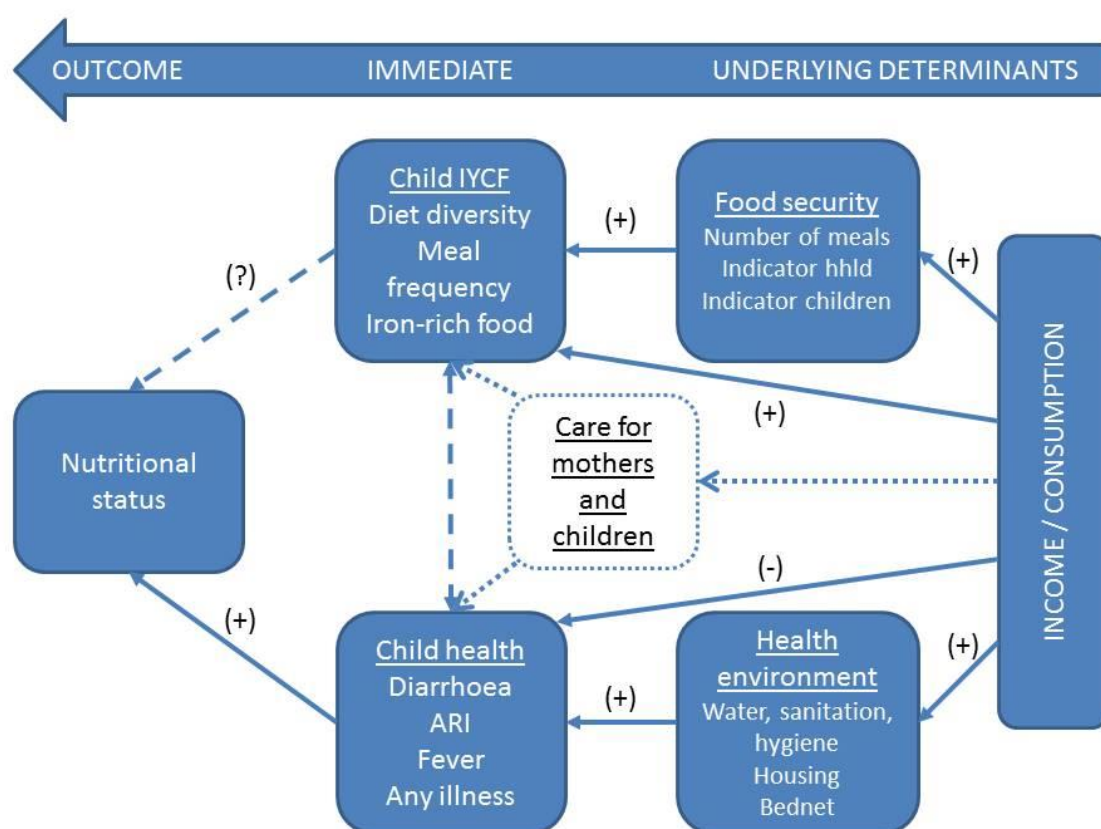 OUTCOME
IMMEDIATE
UNDERLYING DETERMINANTS
Child IYCF
Diet diversity
Meal
frequency
Iron-rich food
(+)
Food security
Number of meals
Indicator hhld
Indicator children
(+)
(?)
(+)
INCOME / CONSUMPTION
Nutritional
status
Care for
mothers
and
children
(-)
(+)
Child health
Diarrhoea
ARI
Fever
Any illness
(+)
Health
environment
Water, sanitation,
hygiene
Housing
Bednet
(+)